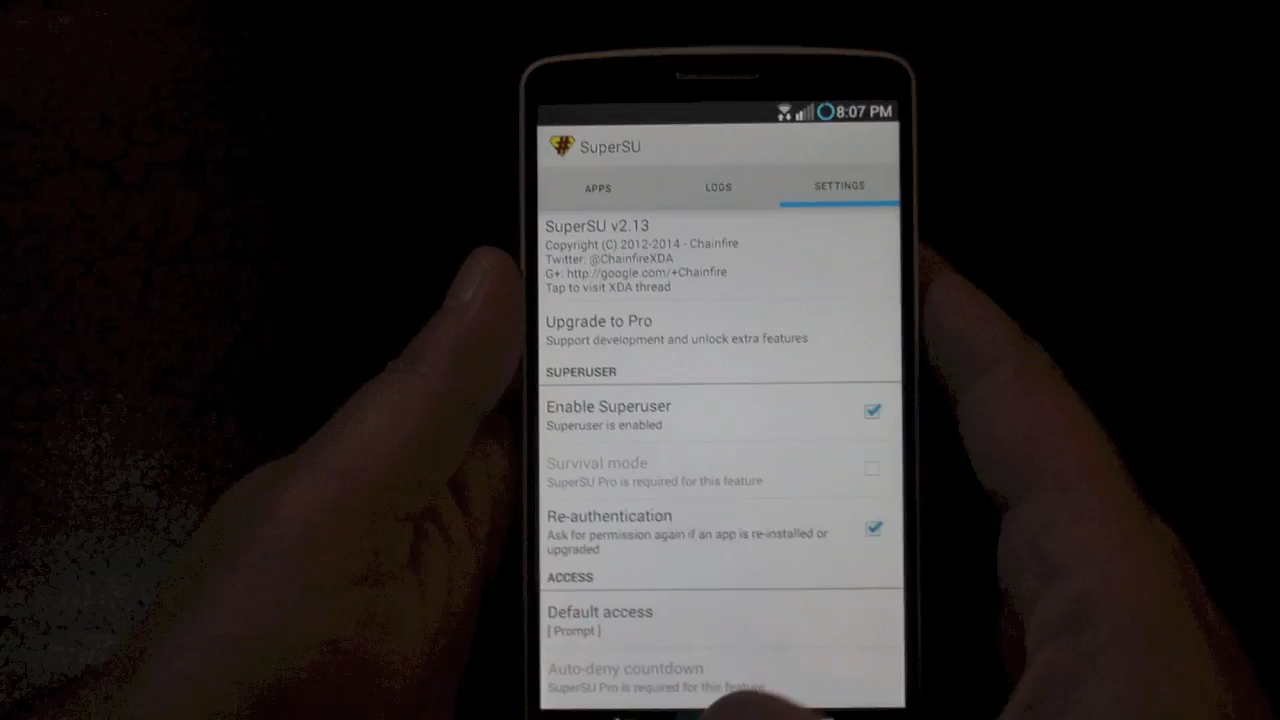 8:07 PM
SuperSU
APPS LOGS SETTINGS
SuperSU v2.13
Copyright (C) 2012-2014 - Chainfire
Twitter: @ChainfireXDA
G+: http://google.com/+Chainfire
Tap to visit XDA thread
Upgrade to Pro
Support development and unlock extra features
SUPERUSER
Enable Superuser
Superuser is enabled
Survival mode
SuperSU Pro is required for this feature
Re-authentication
Ask for permission again if an app is re-installed or
upgraded
ACCESS
Default access
[ Prompt ]
Auto-deny countdown
SuperSU Pro is required for this feature